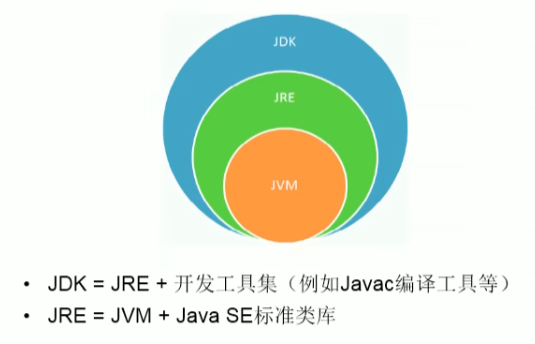 JDK
JRE
JVM
• JDK = JRE + 开发工具集（例如Javac编译工具等）
• JRE = JVM + Java SE标准类库